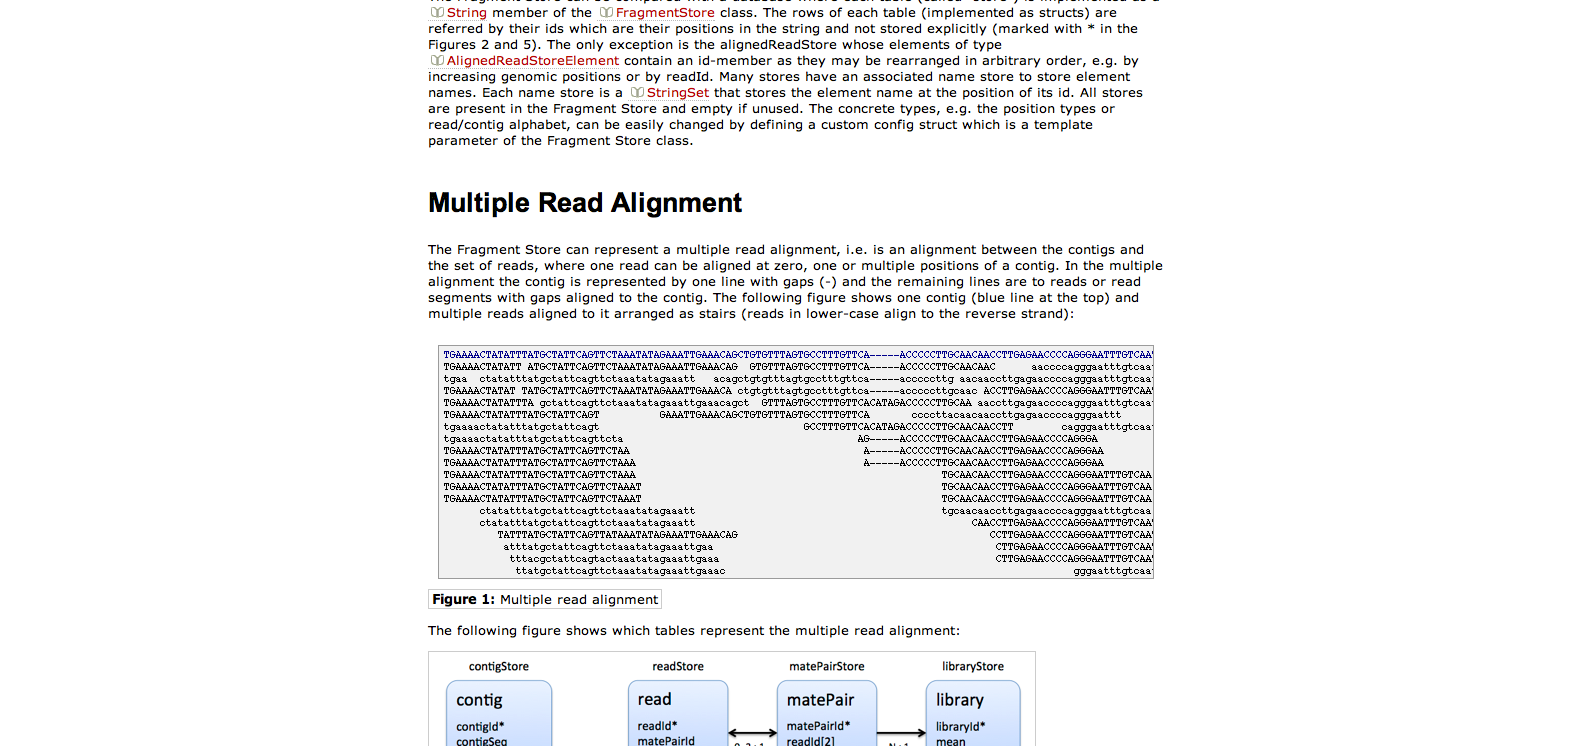 String member of the FragmentStore class. The rows of each table (implemented as structs) are
referred by their ids which are their positions in the string and not stored explicitly (marked with * in the
Figures 2 and 5). The only exception is the alignedReadStore whose elements of type
AlignedReadStoreElement contain an id-member as they may be rearranged in arbitrary order, e.g. by
increasing genomic positions or by readId. Many stores have an associated name store to store element
names. Each name store is a StringSet that stores the element name at the position of its id. All stores
are present in the Fragment Store and empty if unused. The concrete types, e.g. the position types or
read/contig alphabet, can be easily changed by defining a custom config struct which is a template
parameter of the Fragment Store class.
Multiple Read Alignment
The Fragment Store can represent a multiple read alignment, i.e. is an alignment between the contigs and
the set of reads, where one read can be aligned at zero, one or multiple positions of a contig. In the multiple
alignment the contig is represented by one line with gaps (-) and the remaining lines are to reads or read
segments with gaps aligned to the contig. The following figure shows one contig (blue line at the top) and
multiple reads aligned to it arranged as stairs (reads in lower-case align to the reverse strand):
TGAAAACTATATTTATGCTATTCAGTTCTAAATATAGAAATTGAAACAGCTGTGTTTAGTGCCTTTGTTCA-----ACCCCCTTGCAACAACCTTGAGAACCCCAGGGAATTTGTCAA
TGAAAACTATATT ATGCTATTCAGTTCTAAATATAGAAATTGAAACAG GTGTTTAGTGCCTTTGTTCA-----ACCCCCTTGCAACAAC aaccccagggaatttgtcaa
tgaa ctatatttatgctattcagttctaaatatagaaatt acagctgtgtttagtgcctttgttca-----acccccttg aacaaccttgagaaccccagggaatttgtcaa
TGAAAACTATAT TATGCTATTCAGTTCTAAATATAGAAATTGAAACA ctgtgtttagtgcctttgttca-----acccccttgcaac ACCTTGAGAACCCCAGGGAATTTGTCAA
TGAAAACTATATTTA gctattcagttctaaatatagaaattgaaacagct GTTTAGTGCCTTTGTTCACATAGACCCCCTTGCAA aaccttgagaaccccagggaatttgtcaa
TGAAAACTATATTTATGCTATTCAGT GAAATTGAAACAGCTGTGTTTAGTGCCTTTGTTCA ccccttacaacaaccttgagaaccccagggaattt
tgaaaactatatttatgctattcagt GCCTTTGTTCACATAGACCCCCTTGCAACAACCTT cagggaatttgtcaa
tgaaaactatatttatgctattcagttcta AG-----ACCCCCTTGCAACAACCTTGAGAACCCCAGGGA
TGAAAACTATATTTATGCTATTCAGTTCTAA A-----ACCCCCTTGCAACAACCTTGAGAACCCCAGGGAA
TGAAAACTATATTTATGCTATTCAGTTCTAAA A-----ACCCCCTTGCAACAACCTTGAGAACCCCAGGGAA
TGAAAACTATATTTATGCTATTCAGTTCTAAA TGCAACAACCTTGAGAACCCCAGGGAATTTGTCAA
TGAAAACTATATTTATGCTATTCAGTTCTAAAT TGCAACAACCTTGAGAACCCCAGGGAATTTGTCAA
TGAAAACTATATTTATGCTATTCAGTTCTAAAT TGCAACAACCTTGAGAACCCCAGGGAATTTGTCAA
ctatatttatgctattcagttctaaatatagaaatt tgcaacaaccttgagaaccccagggaatttgtcaa
ctatatttatgctattcagttctaaatatagaaatt CAACCTTGAGAACCCCAGGGAATTTGTCAA
TATTTATGCTATTCAGTTATAAATATAGAAATTGAAACAG CCTTGAGAACCCCAGGGAATTTGTCAA
atttatgctattcagttctaaatatagaaattgaa CTTGAGAACCCCAGGGAATTTGTCAA
tttacgctattcagtactaaatatagaaattgaaa CTTGAGAACCCCAGGGAATTTGTCAA
ttatgctattcagttctaaatatagaaattgaaac gggaatttgtcaa
Figure 1: Multiple read alignment
The following figure shows which tables represent the multiple read alignment:
contigStore readStore matePairStore libraryStore
contig read matePair library
contigId* readId* matePairId* libraryId*
contigSeq matePairId readId[2] mean